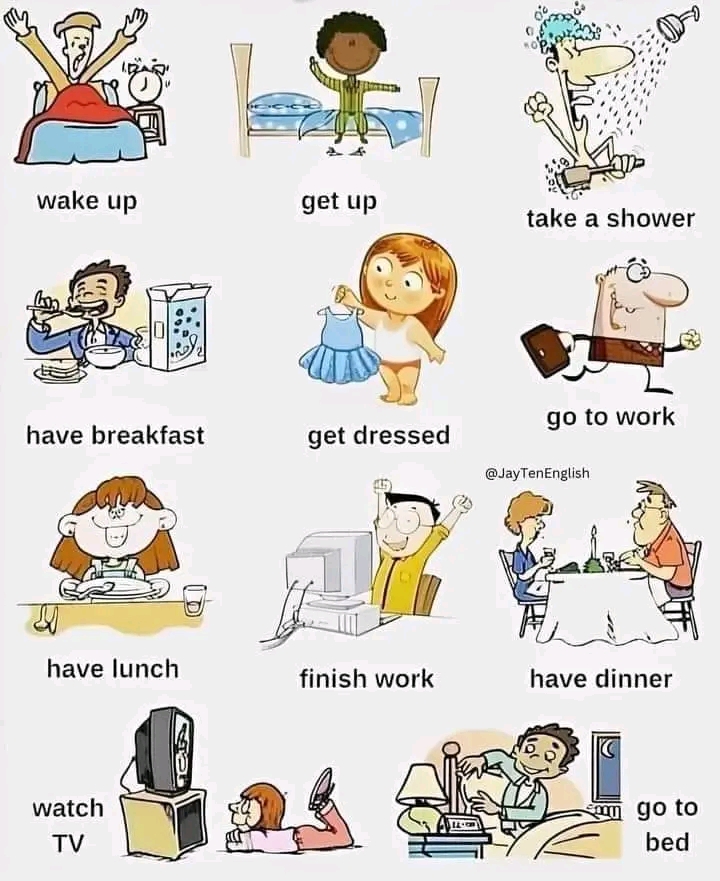 wake up
get up
take a shower
have breakfast
get dressed
go to work
@JayTenEnglish
have lunch
finish work
have dinner
watch
TV
go to
bed